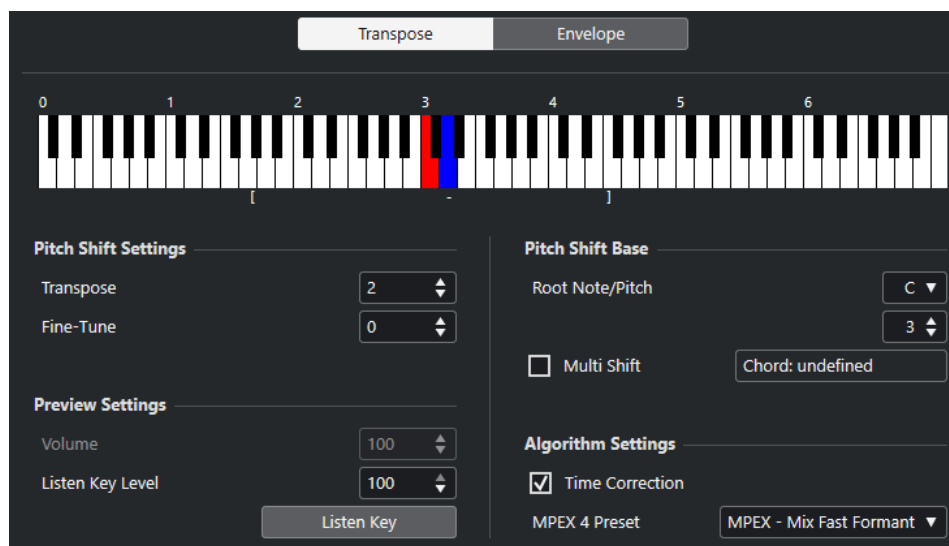 Transpose Envelope
0 1 2 3 4 5 6
[ - ]
Pitch Shift Settings Pitch Shift Base
Transpose 2 Root Note/Pitch C
Fine-Tune 0 3
Multi Shift Chord: undefined
Preview Settings
Volume 100 Algorithm Settings
Listen Key Level 100 Time Correction
Listen Key MPEX 4 Preset MPEX - Mix Fast Formant